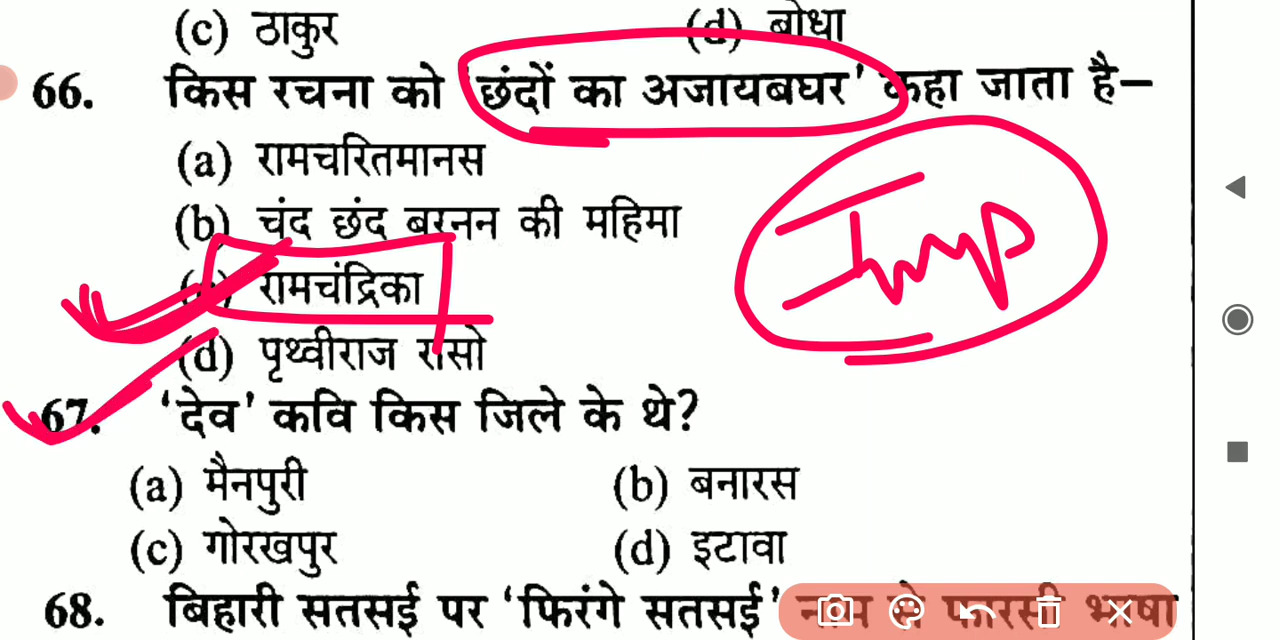 (c) ठाकुर (d) बोधा
66. किस रचना को 'छंदों का अजायबघर' कहा जाता है–
(a) रामचरितमानस
(b) चंद छंद बरनन की महिमा
(c) रामचंद्रिका
Imp
(d) पृथ्वीराज रासो
67. 'देव' कवि किस जिले के थे?
(a) मैनपुरी (b) बनारस
(c) गोरखपुर (d) इटावा
68. बिहारी सतसई पर 'फिरंगे सतसई' नाम से फारसी भाषा